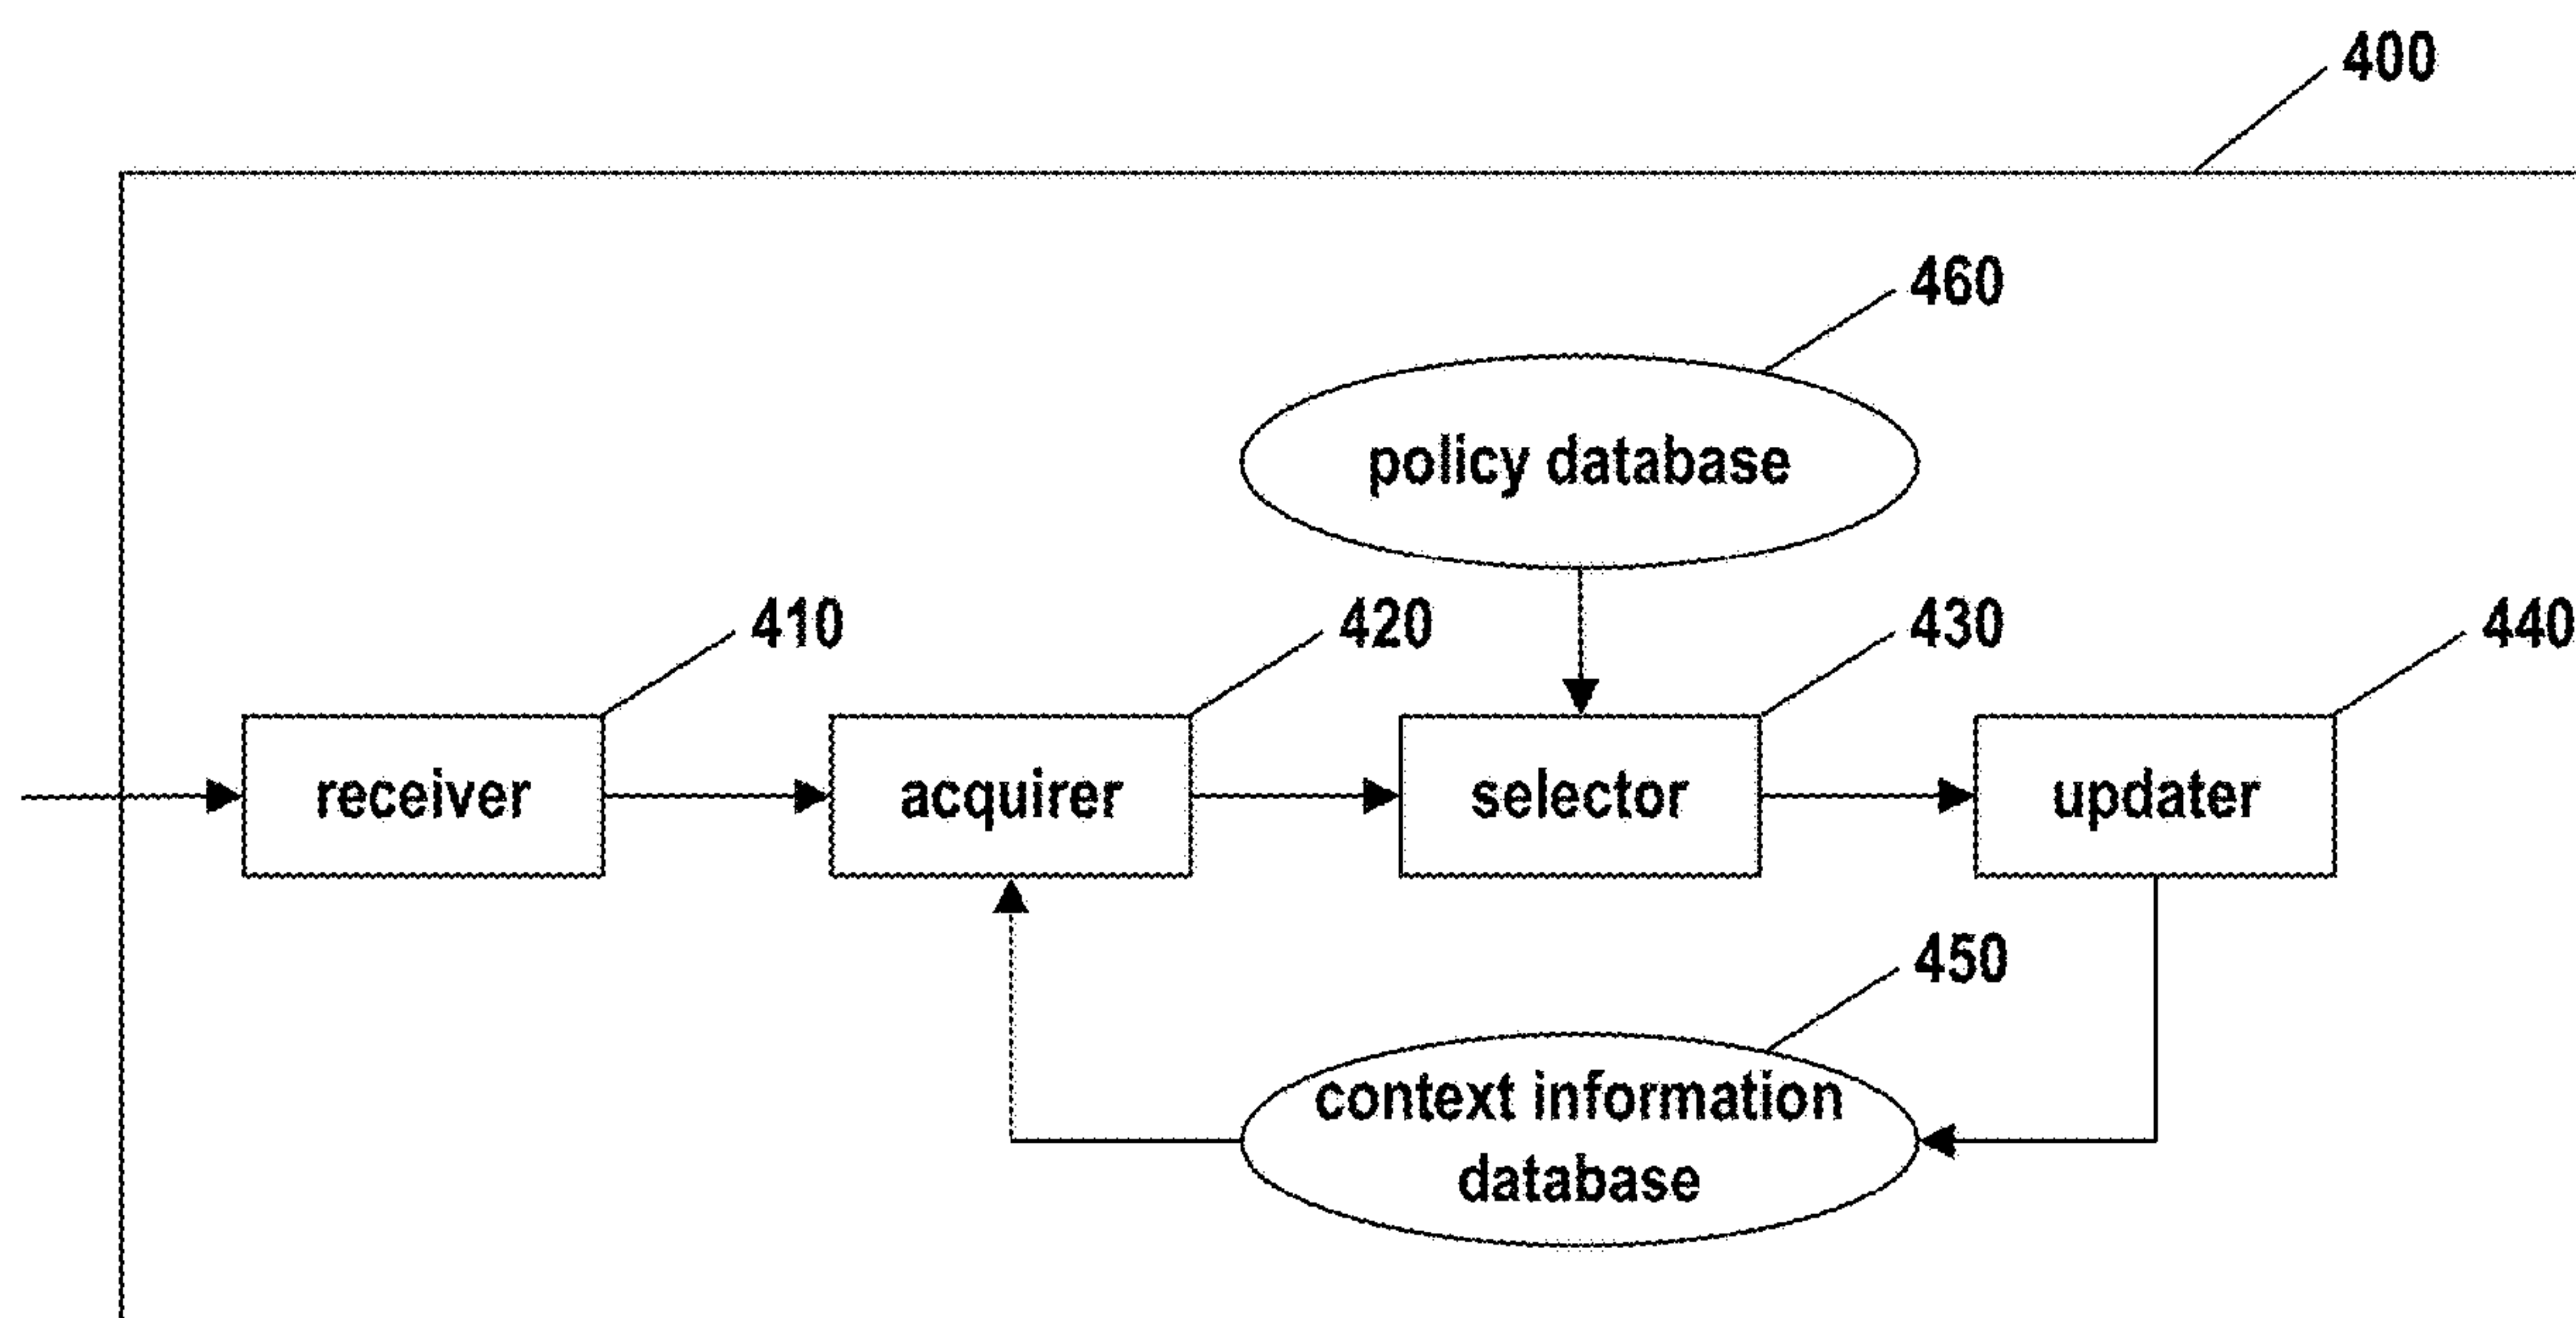 400
460
policy database
410
420
430
440
receiver
acquirer
selector
updater
450
context information
database